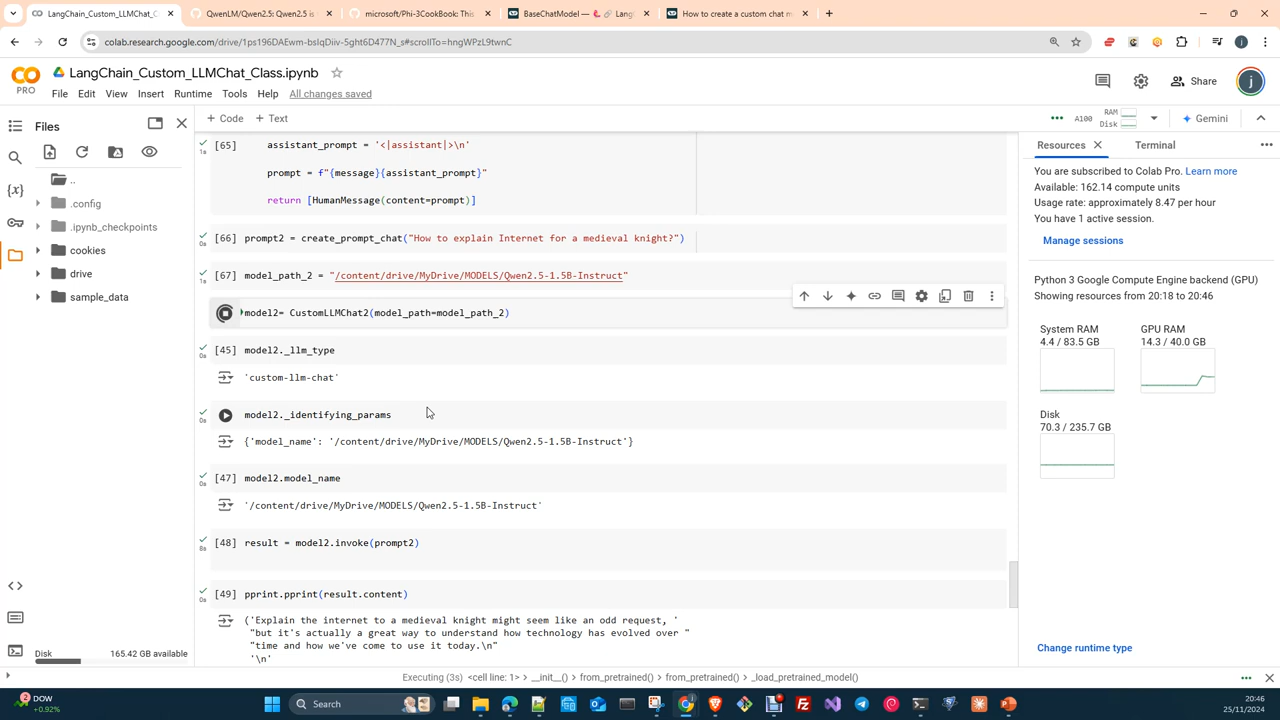 LangChain_Custom_LLMChat_C
QwenLM/Qwen2.5: Qwen2.5 is
microsoft/Phi-3CookBook: This
BaseChatModel — 🦜🔗 Lang
How to create a custom chat m
colab.research.google.com/drive/1ps196DAEwm-bsIqDiiv-5ght6D477N_s#scrollTo=hngWPzL9twnC
LangChain_Custom_LLMChat_Class.ipynb
PRO
File Edit View Insert Runtime Tools Help All changes saved
Share
j
Files
+ Code + Text
A100
RAM
Disk
Gemini
..
.config
.ipynb_checkpoints
cookies
drive
sample_data
Disk
165.42 GB available
[65]
1s
assistant_prompt = '<|assistant|>\n'
prompt = f"{message}{assistant_prompt}"
return [HumanMessage(content=prompt)]
[66] prompt2 = create_prompt_chat("How to explain Internet for a medieval knight?")
0s
[67] model_path_2 = "/content/drive/MyDrive/MODELS/Qwen2.5-1.5B-Instruct"
1s
model2= CustomLLMChat2(model_path=model_path_2)
[45] model2._llm_type
0s
'custom-llm-chat'
model2._identifying_params
0s
{'model_name': '/content/drive/MyDrive/MODELS/Qwen2.5-1.5B-Instruct'}
[47] model2.model_name
0s
'/content/drive/MyDrive/MODELS/Qwen2.5-1.5B-Instruct'
[48] result = model2.invoke(prompt2)
8s
[49] pprint.pprint(result.content)
0s
('Explain the internet to a medieval knight might seem like an odd request, '
"but it's actually a great way to understand how technology has evolved over "
"time and how we've come to use it today.\n"
'\n'
Resources
Terminal
You are subscribed to Colab Pro. Learn more
Available: 162.14 compute units
Usage rate: approximately 8.47 per hour
You have 1 active session.
Manage sessions
Python 3 Google Compute Engine backend (GPU)
Showing resources from 20:18 to 20:46
System RAM
4.4 / 83.5 GB
GPU RAM
14.3 / 40.0 GB
Disk
70.3 / 235.7 GB
Change runtime type
Executing (3s) <cell line: 1> > __init__() > from_pretrained() > from_pretrained() > _load_pretrained_model()
2
DOW
+0.92%
Search
20:46
25/11/2024